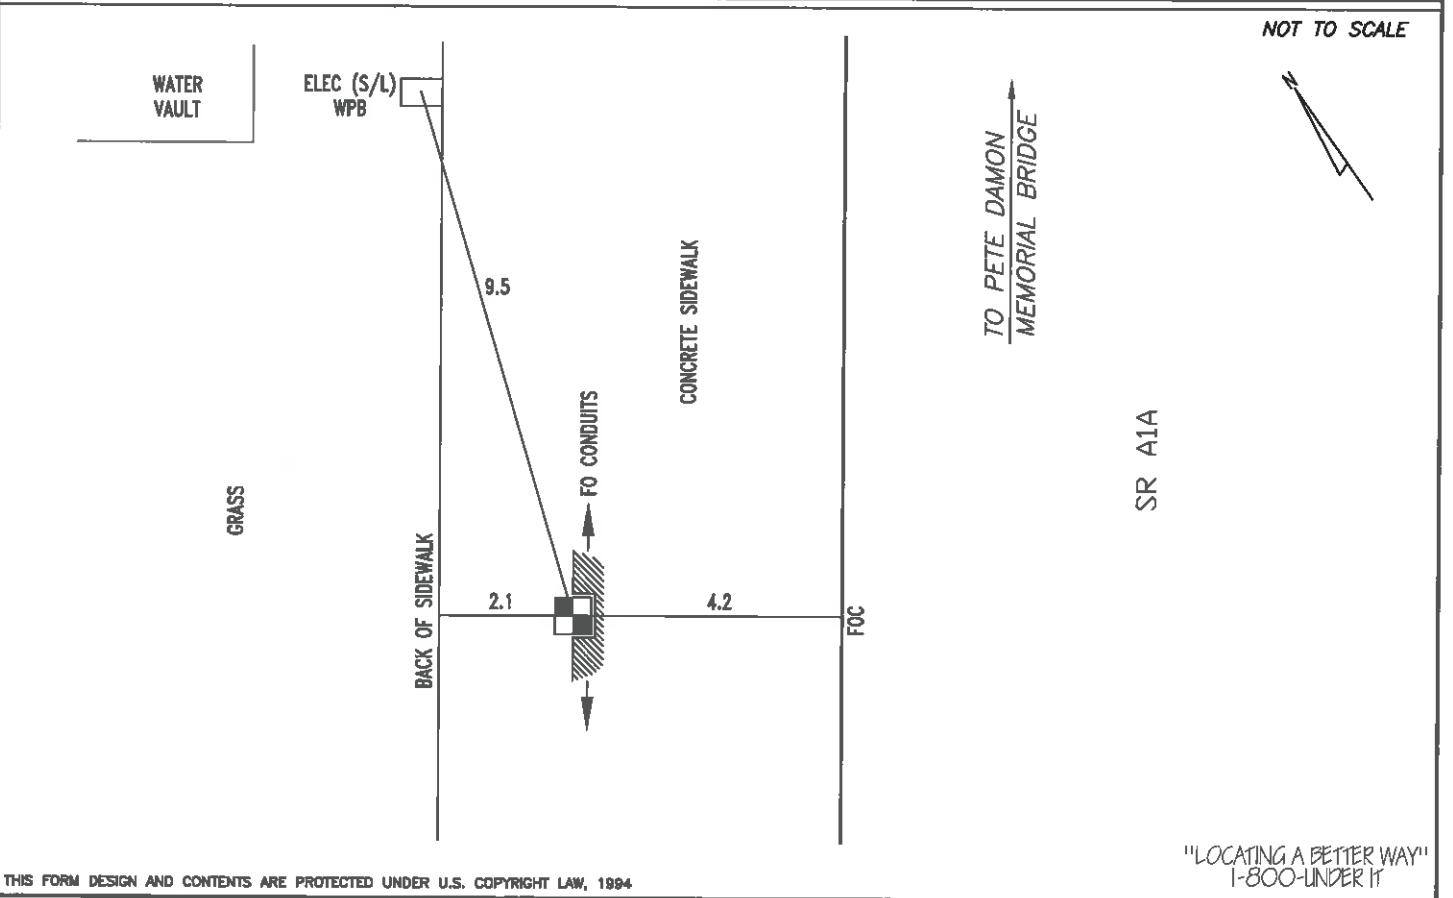 NOT TO SCALE
WATER
VAULT
ELEC (S/L)
WPB
N
TO PETE DAMON
MEMORIAL BRIDGE
9.5
CONCRETE SIDEWALK
FO CONDUITS
SR A1A
GRASS
BACK OF SIDEWALK
2.1
4.2
FOC
"LOCATING A BETTER WAY"
1-800-UNDER IT
THIS FORM DESIGN AND CONTENTS ARE PROTECTED UNDER U.S. COPYRIGHT LAW, 1994